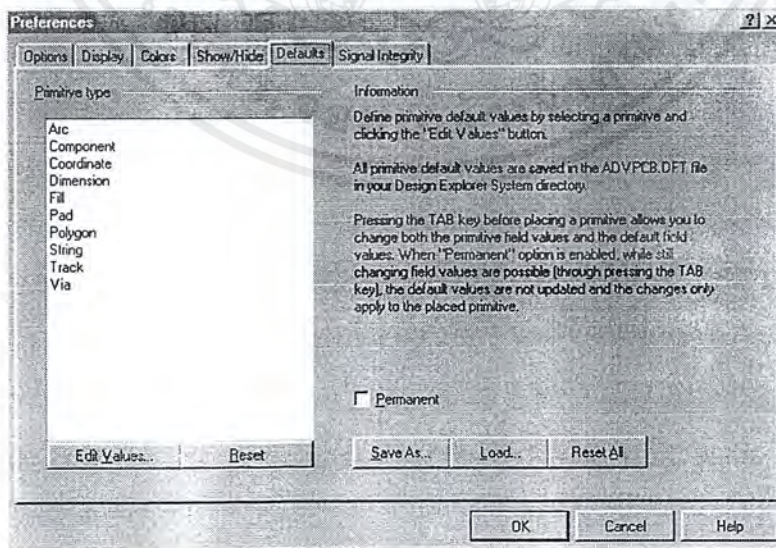 Preferences
? ×
Options Display Colors Show/Hide Defaults Signal Integrity
Primitive type
Arc
Component
Coordinate
Dimension
Fill
Pad
Polygon
String
Track
Via
Edit Values...
Reset
Information
Define primitive default values by selecting a primitive and
clicking the "Edit Values" button.
All primitive default values are saved in the ADVPCB.DFT file
in your Design Explorer System directory.
Pressing the TAB key before placing a primitive allows you to
change both the primitive field values and the default field
values. When "Permanent" option is enabled, while still
changing field values are possible (through pressing the TAB
key), the default values are not updated and the changes only
apply to the placed primitive.
Permanent
Save As...
Load...
Reset All
OK
Cancel
Help